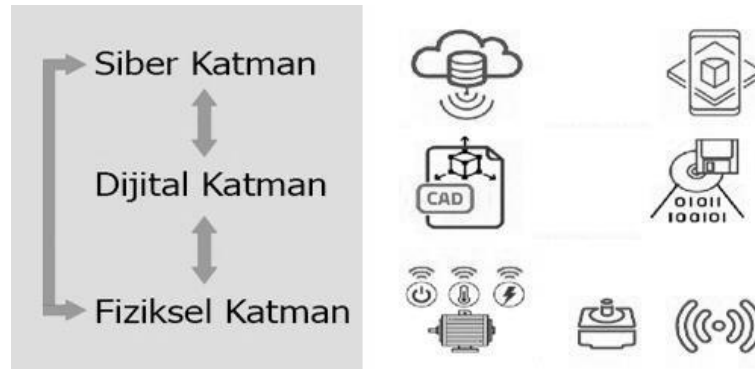 Siber Katman
Dijital Katman
Fiziksel Katman
CAD
01011
100101